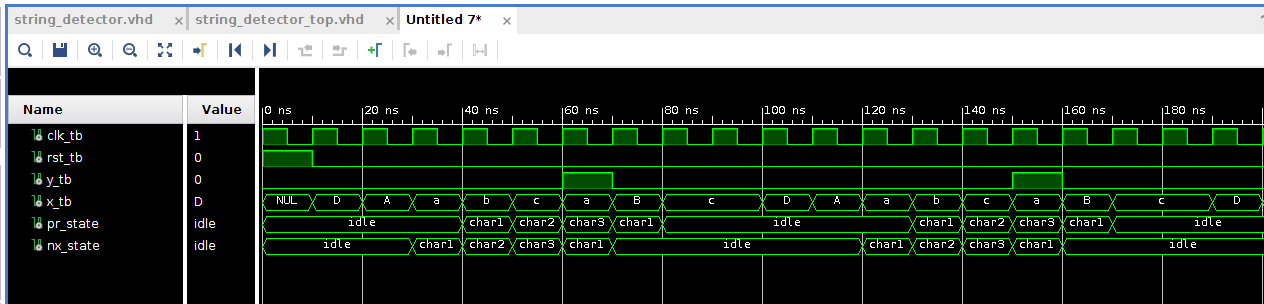 string_detector.vhd × string_detector_top.vhd × Untitled 7* ×
Name Value 0 ns 20 ns 40 ns 60 ns 80 ns 100 ns 120 ns 140 ns 160 ns 180 ns
clk_tb 1
rst_tb 0
y_tb 0
x_tb D NUL D A a b c a B c D A a b c a B c D
pr_state idle idle char1 char2 char3 char1 idle char1 char2 char3 char1 idle
nx_state idle idle char1 char2 char3 char1 idle char1 char2 char3 char1 idle